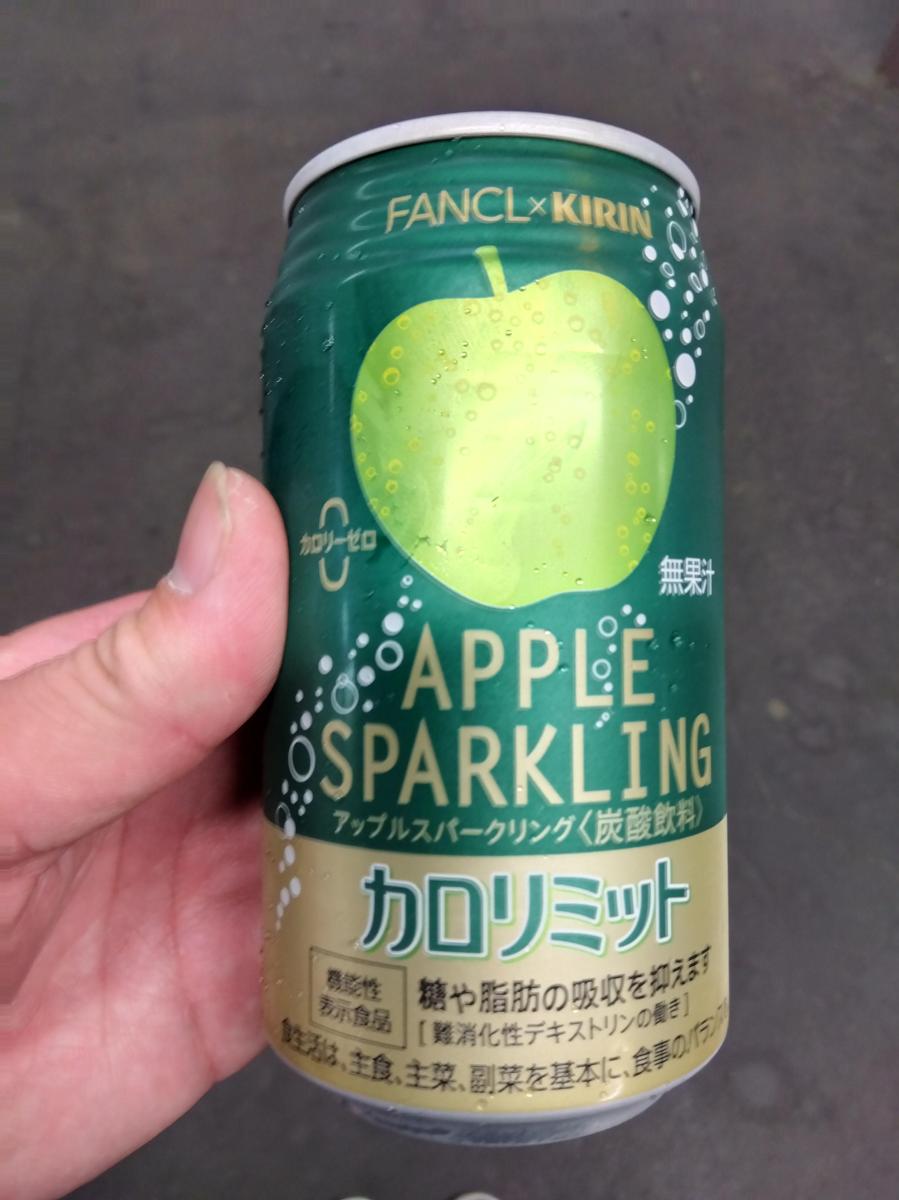 FANCL×KIRIN
0
カロリーゼロ
無果汁
APPLE
SPARKLING
アップルスパークリング〈炭酸飲料〉
カロリミット
機能性
表示食品
糖や脂肪の吸収を抑えます
[難消化性デキストリンの働き]
食生活は、主食、主菜、副菜を基本に、食事のバランス